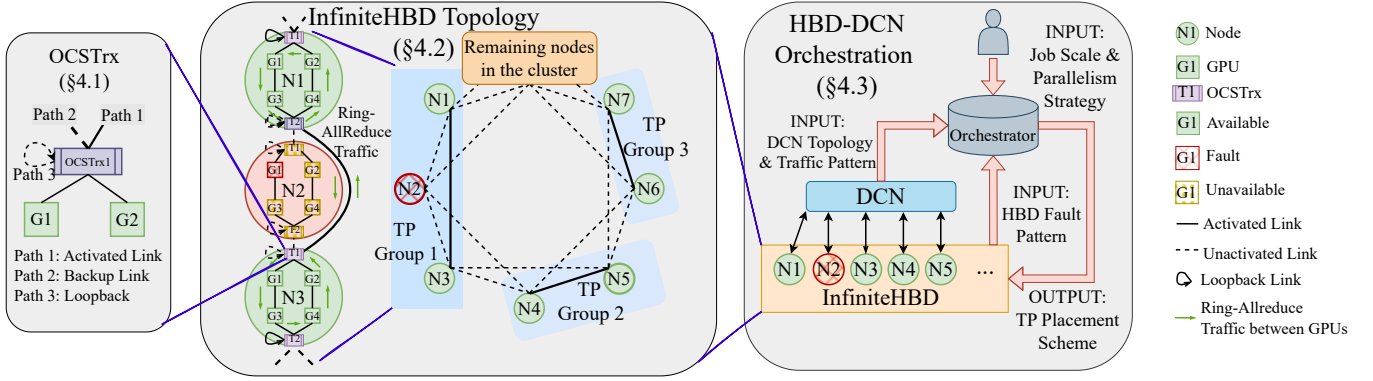 OCSTrx
(§4.1)
Path 2
Path 1
Path 3
OCSTrx1
G1
G2
Path 1: Activated Link
Path 2: Backup Link
Path 3: Loopback
InfiniteHBD Topology
(§4.2)
T1
G1
G2
N1
G3
G4
T2
Ring-
AllReduce
Traffic
T1
G1
G2
N2
G3
G4
T2
T1
G1
G2
N3
G3
G4
T2
Remaining nodes
in the cluster
N1
N2
TP
Group 1
N3
N4
TP
Group 2
N5
N6
N7
TP
Group 3
HBD-DCN
Orchestration
(§4.3)
INPUT:
Job Scale &
Parallelism
Strategy
Orchestrator
INPUT:
DCN Topology
& Traffic Pattern
DCN
INPUT:
HBD Fault
Pattern
N1
N2
N3
N4
N5
...
InfiniteHBD
OUTPUT:
TP Placement
Scheme
N1
Node
G1
GPU
T1
OCSTrx
G1
Available
G1
Fault
G1
Unavailable
Activated Link
Unactivated Link
Loopback Link
Ring-Allreduce
Traffic between GPUs